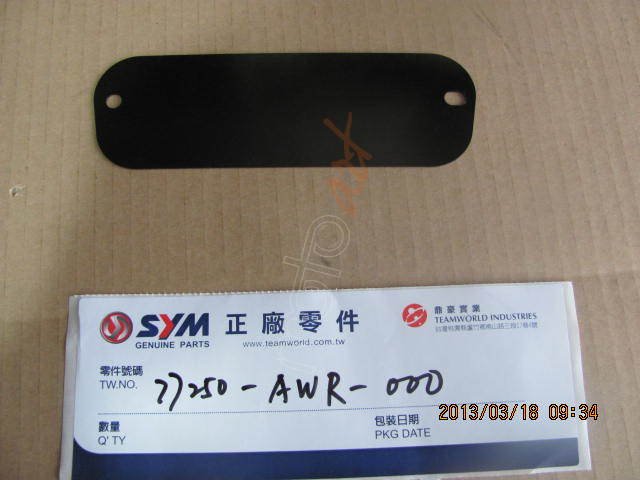 SYM 正廠零件
GENUINE PARTS www.teamworld.com.tw
鼎豪實業
TEAMWORLD INDUSTRIES
零件號碼
TW.NO. 77250-AWR-000
數量
Q'TY
包裝日期
PKG DATE
2013/03/18 09:34